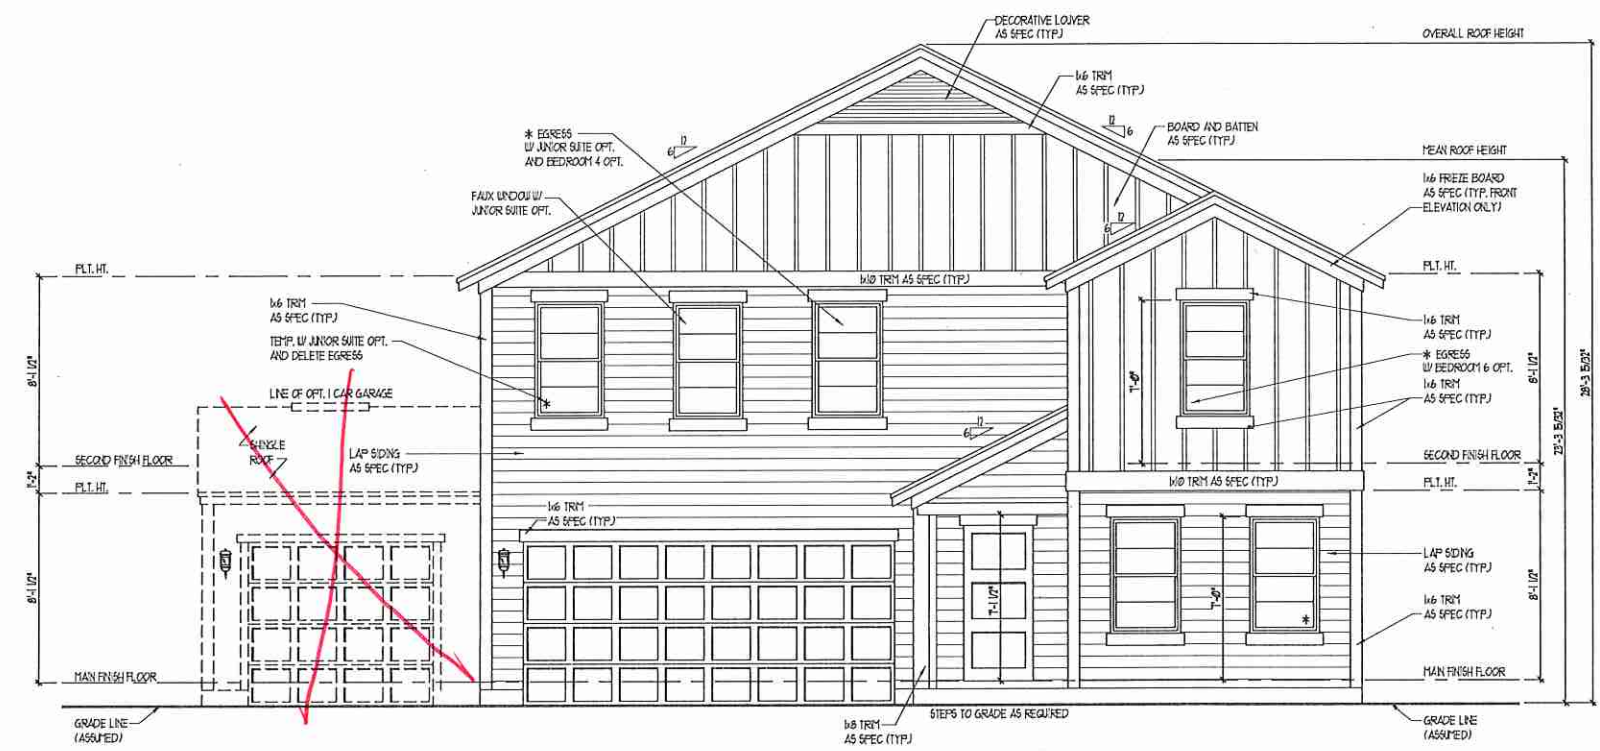 DECORATIVE LOUVER
AS SPEC (TYP.)
OVERALL ROOF HEIGHT
1x6 TRIM
AS SPEC (TYP.)
12
6
BOARD AND BATTEN
AS SPEC (TYP.)
* EGRESS
W/ JUNIOR SUITE OPT.
AND BEDROOM 4 OPT.
12
6
MEAN ROOF HEIGHT
1x6 FRIEZE BOARD
AS SPEC (TYP. FRONT
ELEVATION ONLY)
FAUX WINDOW W/
JUNIOR SUITE OPT.
12
6
PLT. HT.
PLT. HT.
1x10 TRIM AS SPEC (TYP.)
1x6 TRIM
AS SPEC (TYP.)
1x6 TRIM
AS SPEC (TYP.)
TEMP. W/ JUNIOR SUITE OPT.
AND DELETE EGRESS
* EGRESS
W/ BEDROOM 6 OPT.
1x6 TRIM
AS SPEC (TYP.)
8'-1 1/2"
7'-0"
8'-1 1/2"
28'-3 15/32"
LINE OF OPT. 1 CAR GARAGE
*
12
6
SHINGLE
ROOF
LAP SIDING
AS SPEC (TYP.)
23'-3 15/32"
SECOND FINISH FLOOR
SECOND FINISH FLOOR
1'-2"
1'-2"
PLT. HT.
PLT. HT.
1x10 TRIM AS SPEC (TYP.)
1x6 TRIM
AS SPEC (TYP.)
LAP SIDING
AS SPEC (TYP.)
8'-1 1/2"
7'-1 1/2"
7'-0"
8'-1 1/2"
1x6 TRIM
AS SPEC (TYP.)
*
MAIN FINISH FLOOR
MAIN FINISH FLOOR
GRADE LINE
(ASSUMED)
1x8 TRIM
AS SPEC (TYP.)
STEPS TO GRADE AS REQUIRED
GRADE LINE
(ASSUMED)